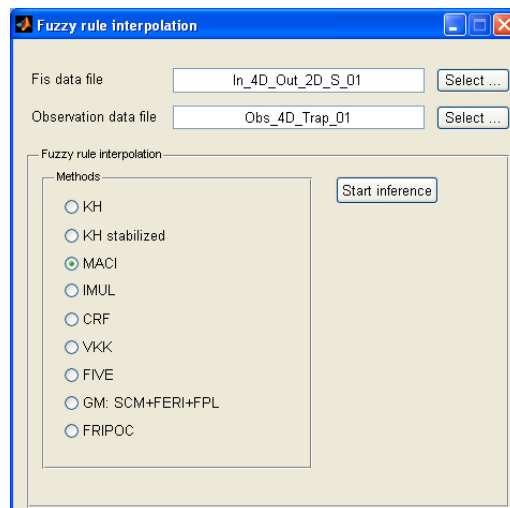 Fuzzy rule interpolation
Fis data file In_4D_Out_2D_S_01 Select ...
Observation data file Obs_4D_Trap_01 Select ...
Fuzzy rule interpolation
Methods
Start inference
KH
KH stabilized
MACI
IMUL
CRF
VKK
FIVE
GM: SCM+FERI+FPL
FRIPOC